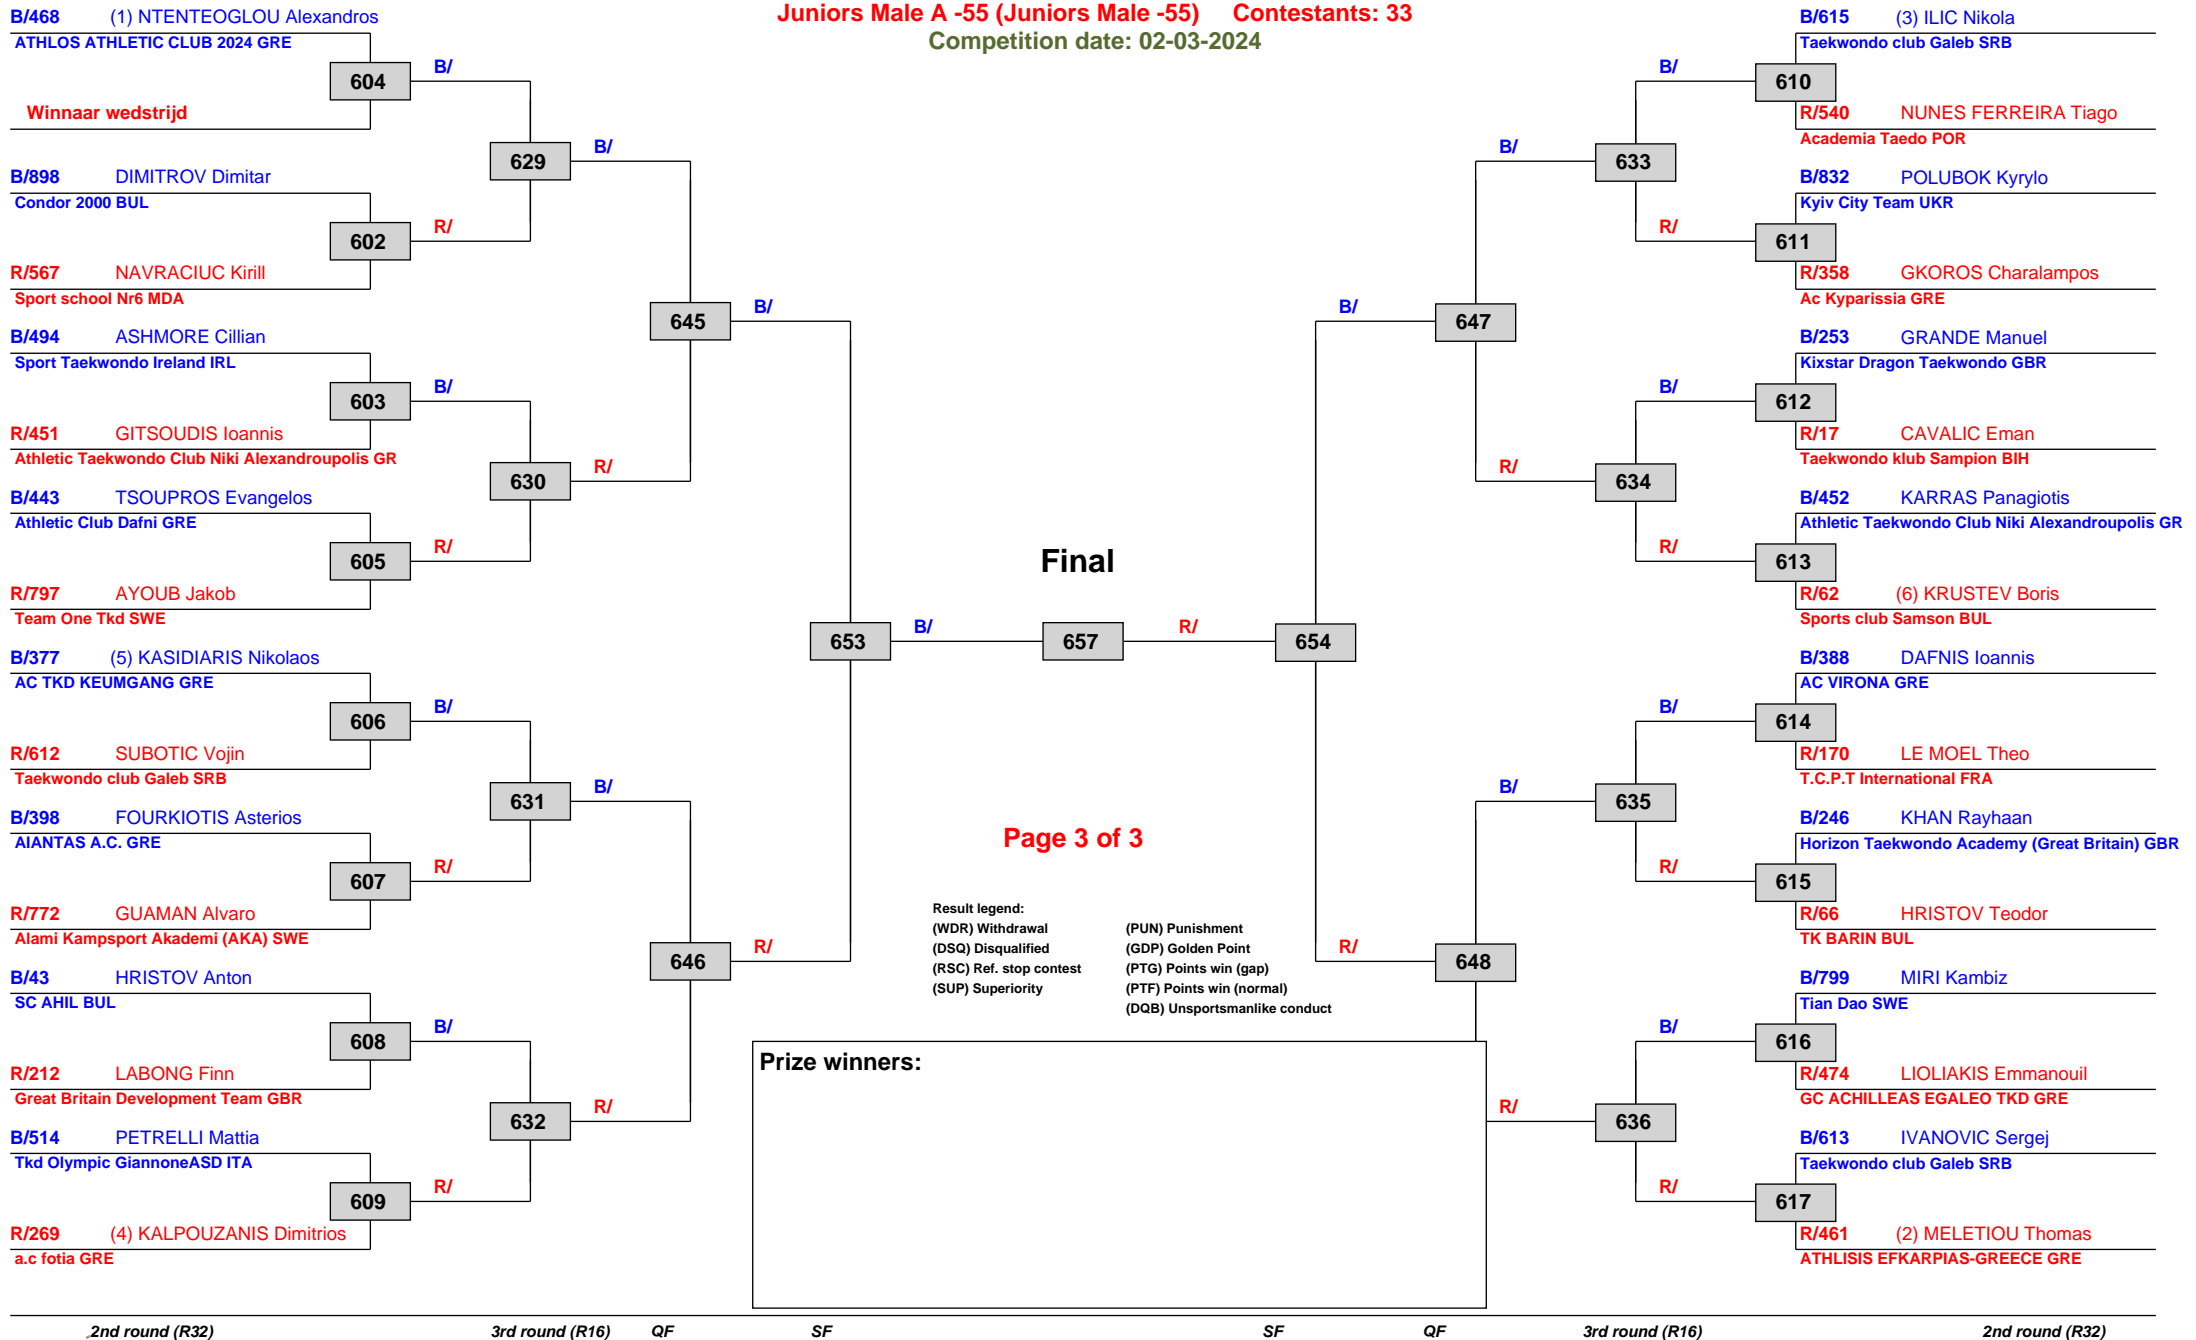 Juniors Male A -55 (Juniors Male -55) Contestants: 33
Competition date: 02-03-2024
B/468 (1) NTENTEOGLOU Alexandros
ATHLOS ATHLETIC CLUB 2024 GRE
604
B/
Winnaar wedstrijd
629
B/
B/898 DIMITROV Dimitar
Condor 2000 BUL
602
R/
R/567 NAVRACIUC Kirill
Sport school Nr6 MDA
645
B/
B/494 ASHMORE Cillian
Sport Taekwondo Ireland IRL
603
B/
R/451 GITSOUDIS Ioannis
Athletic Taekwondo Club Niki Alexandroupolis GR
630
R/
B/443 TSOUPROS Evangelos
Athletic Club Dafni GRE
605
R/
R/797 AYOUB Jakob
Team One Tkd SWE
653
B/
B/377 (5) KASIDIARIS Nikolaos
AC TKD KEUMGANG GRE
606
B/
R/612 SUBOTIC Vojin
Taekwondo club Galeb SRB
631
B/
B/398 FOURKIOTIS Asterios
AIANTAS A.C. GRE
607
R/
R/772 GUAMAN Alvaro
Alami Kampsport Akademi (AKA) SWE
646
R/
B/43 HRISTOV Anton
SC AHIL BUL
608
B/
R/212 LABONG Finn
Great Britain Development Team GBR
632
R/
B/514 PETRELLI Mattia
Tkd Olympic GiannoneASD ITA
609
R/
R/269 (4) KALPOUZANIS Dimitrios
a.c fotia GRE
Final
657
R/
654
Page 3 of 3
Result legend:
(WDR) Withdrawal (PUN) Punishment
(DSQ) Disqualified (GDP) Golden Point
(RSC) Ref. stop contest (PTG) Points win (gap)
(SUP) Superiority (PTF) Points win (normal)
(DQB) Unsportsmanlike conduct
Prize winners:
B/615 (3) ILIC Nikola
Taekwondo club Galeb SRB
B/
610
R/540 NUNES FERREIRA Tiago
Academia Taedo POR
B/
633
B/832 POLUBOK Kyrylo
Kyiv City Team UKR
R/
611
R/358 GKOROS Charalampos
Ac Kyparissia GRE
B/
647
B/253 GRANDE Manuel
Kixstar Dragon Taekwondo GBR
B/
612
R/17 CAVALIC Eman
Taekwondo klub Sampion BIH
R/
634
B/452 KARRAS Panagiotis
Athletic Taekwondo Club Niki Alexandroupolis GR
R/
613
R/62 (6) KRUSTEV Boris
Sports club Samson BUL
B/388 DAFNIS Ioannis
AC VIRONA GRE
B/
614
R/170 LE MOEL Theo
T.C.P.T International FRA
B/
635
B/246 KHAN Rayhaan
Horizon Taekwondo Academy (Great Britain) GBR
R/
615
R/66 HRISTOV Teodor
TK BARIN BUL
R/
648
B/799 MIRI Kambiz
Tian Dao SWE
B/
616
R/474 LIOLIAKIS Emmanouil
GC ACHILLEAS EGALEO TKD GRE
R/
636
B/613 IVANOVIC Sergej
Taekwondo club Galeb SRB
R/
617
R/461 (2) MELETIOU Thomas
ATHLISIS EFKARPIAS-GREECE GRE
2nd round (R32) 3rd round (R16) QF SF SF QF 3rd round (R16) 2nd round (R32)